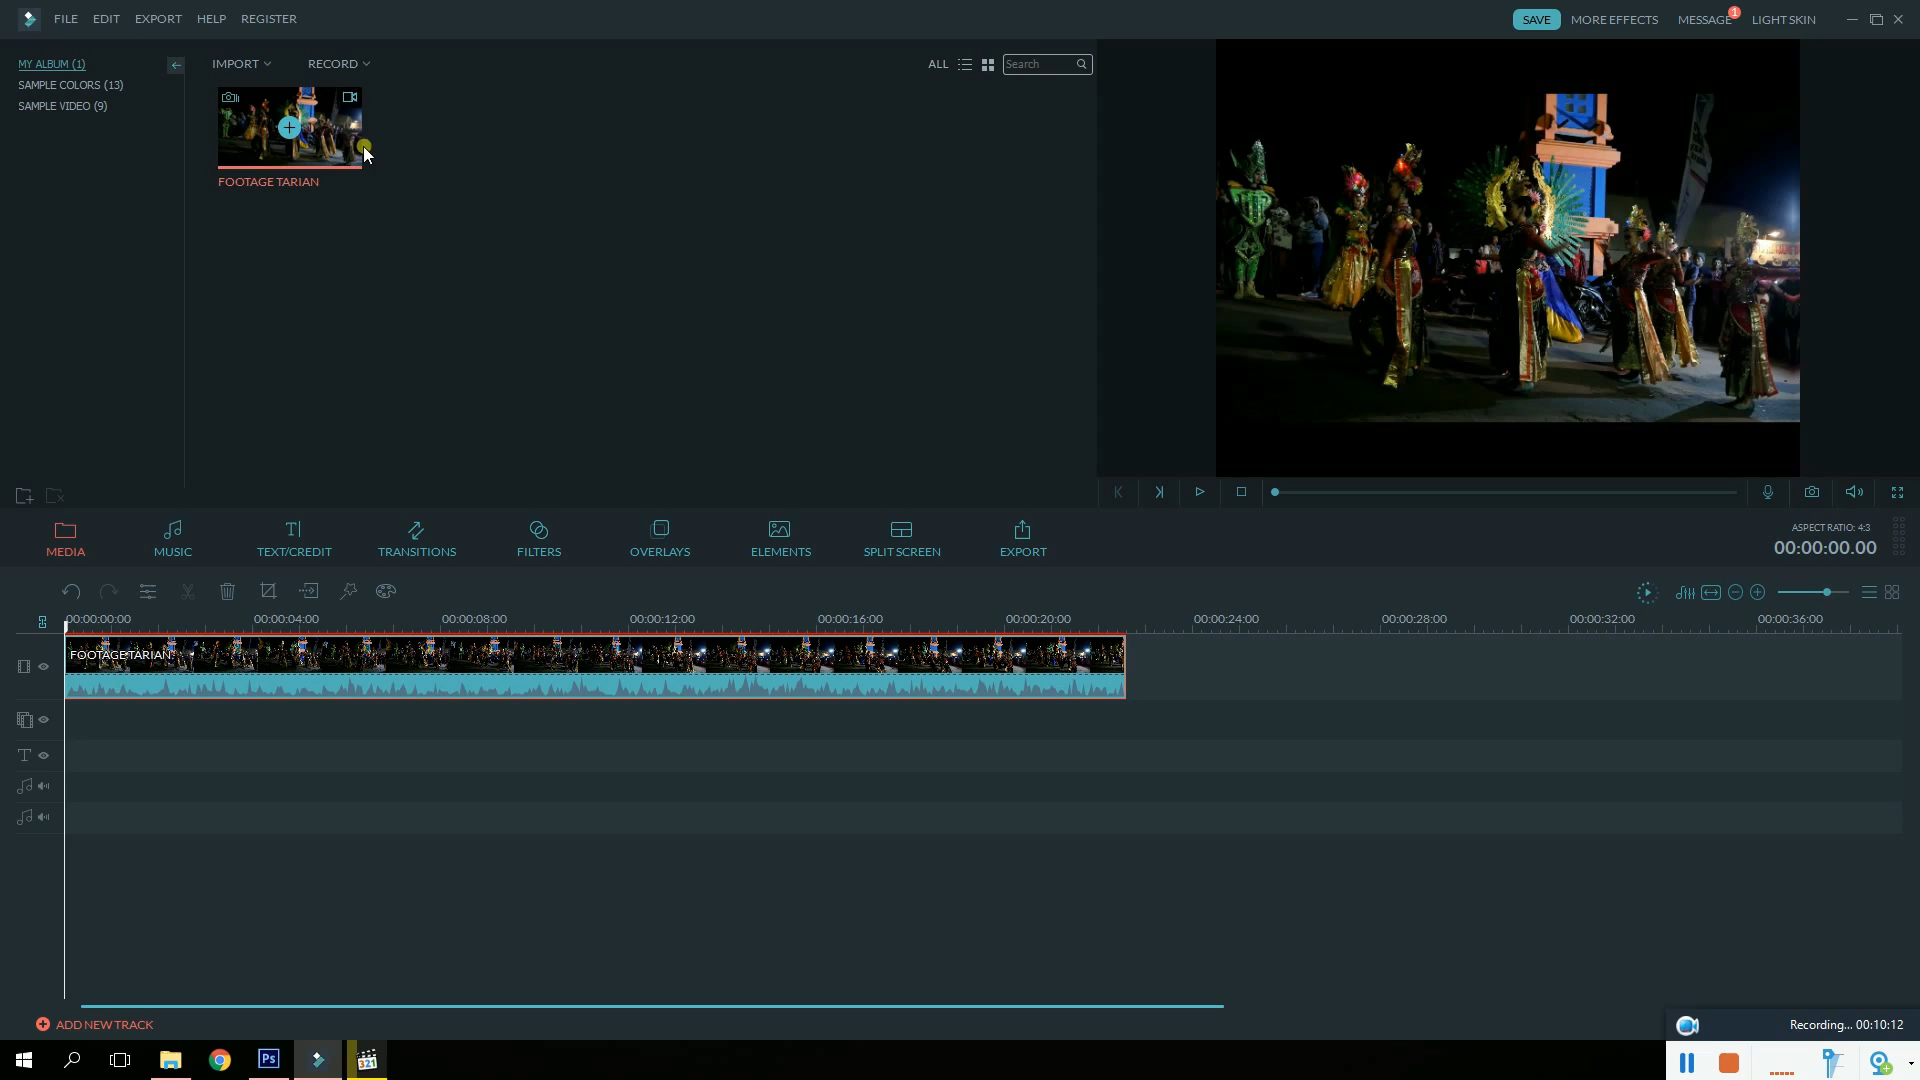 FILE EDIT EXPORT HELP REGISTER
SAVE MORE EFFECTS MESSAGE 1 LIGHT SKIN
MY ALBUM (1)
SAMPLE COLORS (13)
SAMPLE VIDEO (9)
IMPORT RECORD
ALL Search
FOOTAGE TARIAN
MEDIA MUSIC TEXT/CREDIT TRANSITIONS FILTERS OVERLAYS ELEMENTS SPLIT SCREEN EXPORT
ASPECT RATIO: 4:3
00:00:00.00
00:00:00:00 00:00:04:00 00:00:08:00 00:00:12:00 00:00:16:00 00:00:20:00 00:00:24:00 00:00:28:00 00:00:32:00 00:00:36:00
FOOTAGE TARIAN
ADD NEW TRACK
Recording... 00:10:12
Ps
321